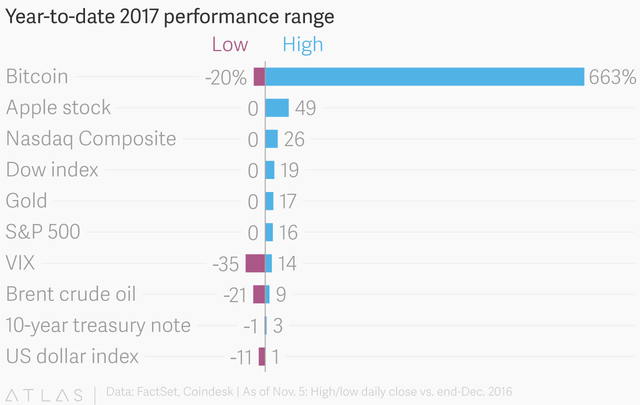 Year-to-date 2017 performance range
Low High
Bitcoin -20% 663%
Apple stock 0 49
Nasdaq Composite 0 26
Dow index 0 19
Gold 0 17
S&P 500 0 16
VIX -35 14
Brent crude oil -21 9
10-year treasury note -1 3
US dollar index -11 1
ATLAS | Data: FactSet, Coindesk | As of Nov. 5: High/low daily close vs. end-Dec. 2016